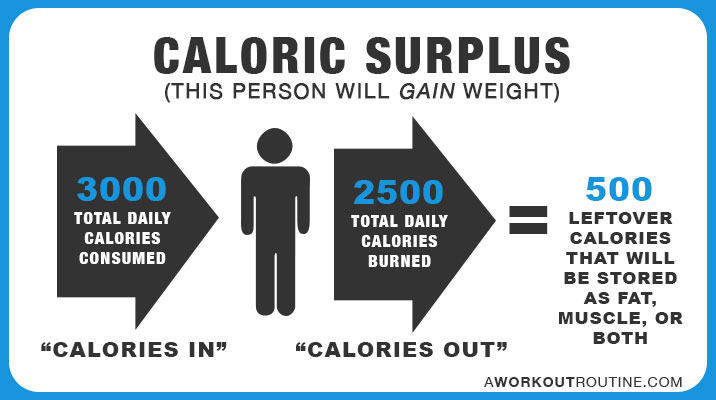 CALORIC SURPLUS
(THIS PERSON WILL GAIN WEIGHT)
3000
TOTAL DAILY
CALORIES
CONSUMED
"CALORIES IN"
2500
TOTAL DAILY
CALORIES
BURNED
"CALORIES OUT"
=
500
LEFTOVER
CALORIES
THAT WILL
BE STORED
AS FAT,
MUSCLE, OR
BOTH
AWORKOUTROUTINE.COM